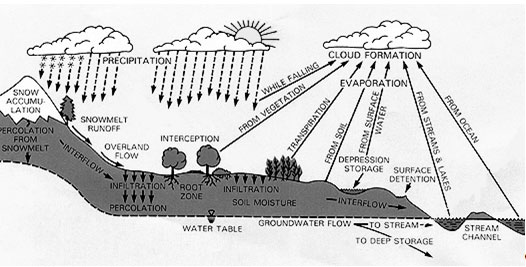 CLOUD FORMATION
PRECIPITATION
EVAPORATION
WHILE FALLING
FROM VEGETATION
TRANSPIRATION
FROM SOIL
FROM SURFACE
WATER
FROM STREAMS & LAKES
FROM OCEAN
SNOW
ACCUMU-
LATION
SNOWMELT
RUNOFF
PERCOLATION
FROM
SNOWMELT
INTERFLOW
OVERLAND
FLOW
INTERCEPTION
INFILTRATION
PERCOLATION
ROOT
ZONE
INFILTRATION
SOIL MOISTURE
DEPRESSION
STORAGE
SURFACE
DETENTION
INTERFLOW
WATER TABLE
GROUNDWATER FLOW
TO STREAM
TO DEEP STORAGE
STREAM
CHANNEL